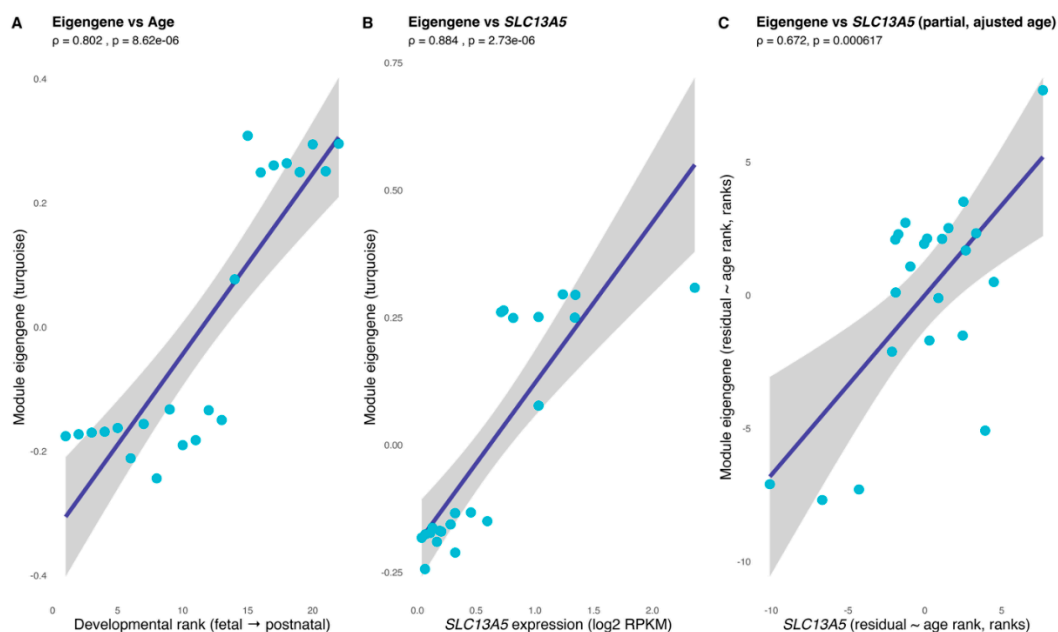 A
Eigengene vs Age
ρ = 0.802 , p = 8.62e-06
0.4
0.2
0.0
-0.2
-0.4
Module eigengene (turquoise)
0
5
10
15
20
Developmental rank (fetal → postnatal)
B
Eigengene vs SLC13A5
ρ = 0.884 , p = 2.73e-06
0.75
0.50
0.25
0.00
-0.25
Module eigengene (turquoise)
0.0
0.5
1.0
1.5
2.0
SLC13A5 expression (log2 RPKM)
C
Eigengene vs SLC13A5 (partial, ajusted age)
ρ = 0.672, p = 0.000617
5
0
-5
-10
Module eigengene (residual ~ age rank, ranks)
-10
-5
0
5
SLC13A5 (residual ~ age rank, ranks)